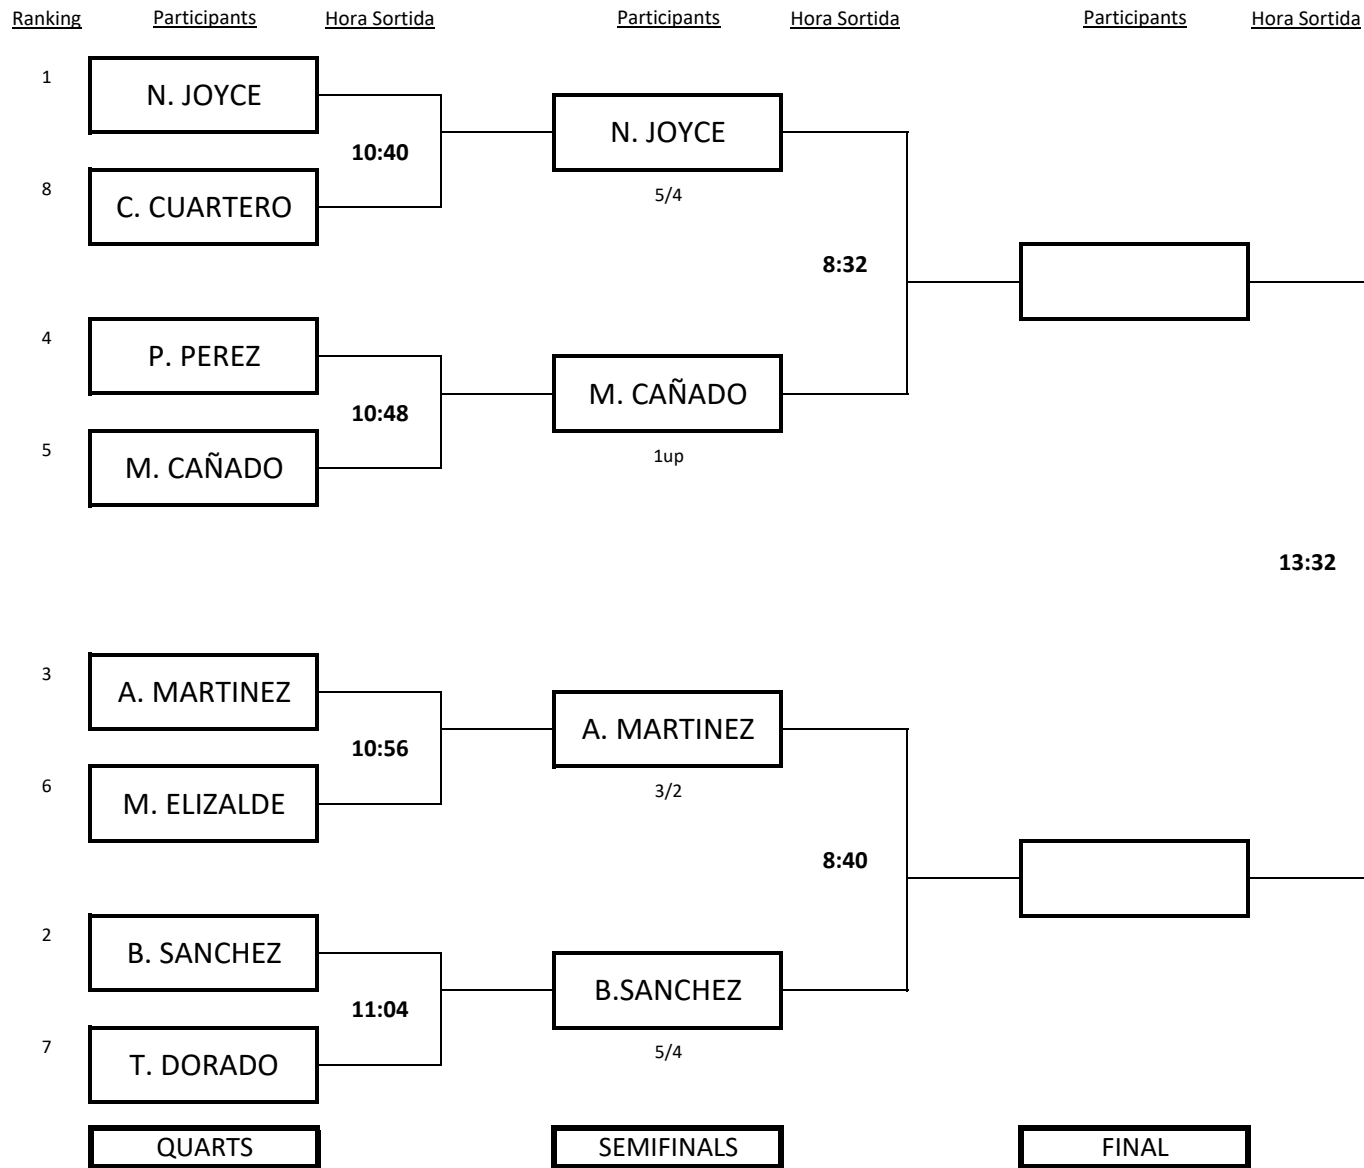 Ranking Participants Hora Sortida Participants Hora Sortida Participants Hora Sortida
1 N. JOYCE
10:40
8 C. CUARTERO
N. JOYCE
5/4
8:32
4 P. PEREZ
10:48
5 M. CAÑADO
M. CAÑADO
1up
13:32
3 A. MARTINEZ
10:56
6 M. ELIZALDE
A. MARTINEZ
3/2
8:40
2 B. SANCHEZ
11:04
7 T. DORADO
B.SANCHEZ
5/4
QUARTS SEMIFINALS FINAL